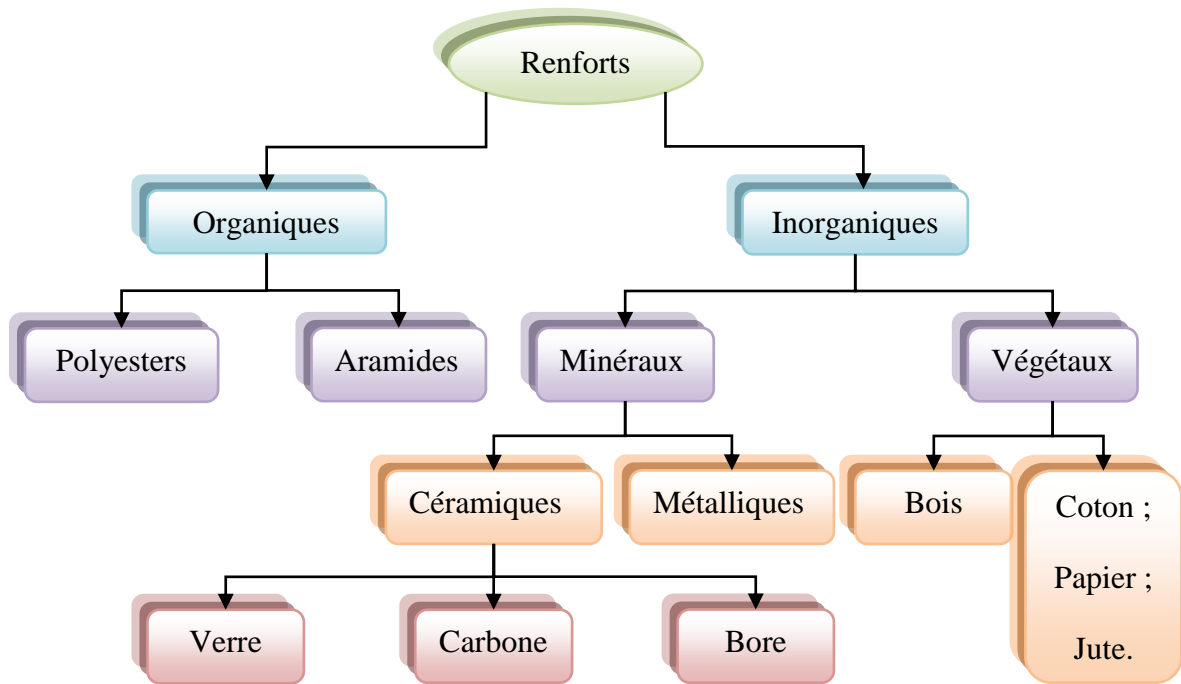 Renforts
Organiques
Inorganiques
Polyesters
Aramides
Minéraux
Végétaux
Céramiques
Métalliques
Bois
Coton ;
Papier ;
Jute.
Verre
Carbone
Bore